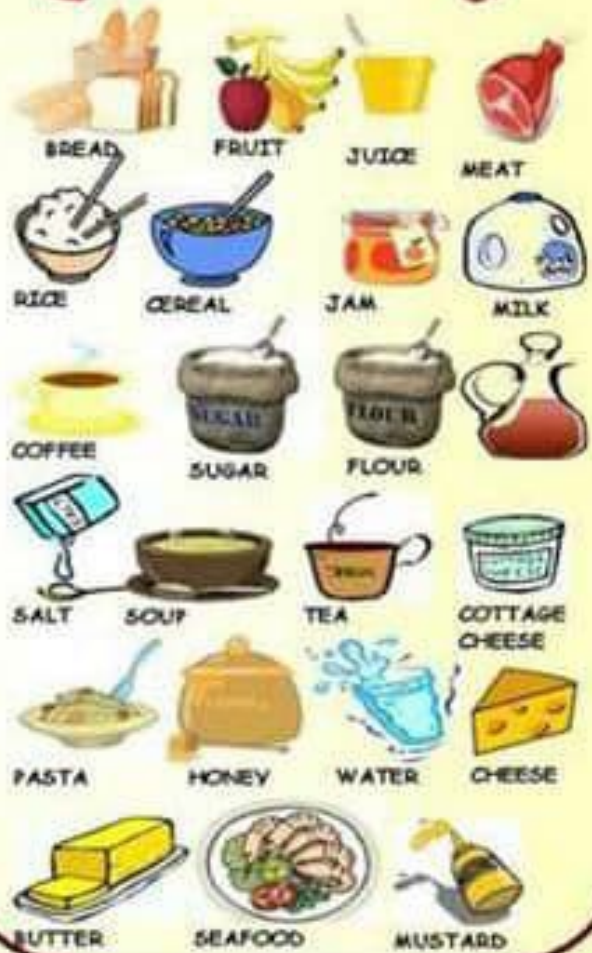 BREAD
FRUIT
JUICE
MEAT
RICE
CEREAL
JAM
MILK
SUGAR
FLOUR
COFFEE
SUGAR
FLOUR
SALT
SOUP
TEA
COTTAGE
CHEESE
PASTA
HONEY
WATER
CHEESE
BUTTER
SEAFOOD
MUSTARD